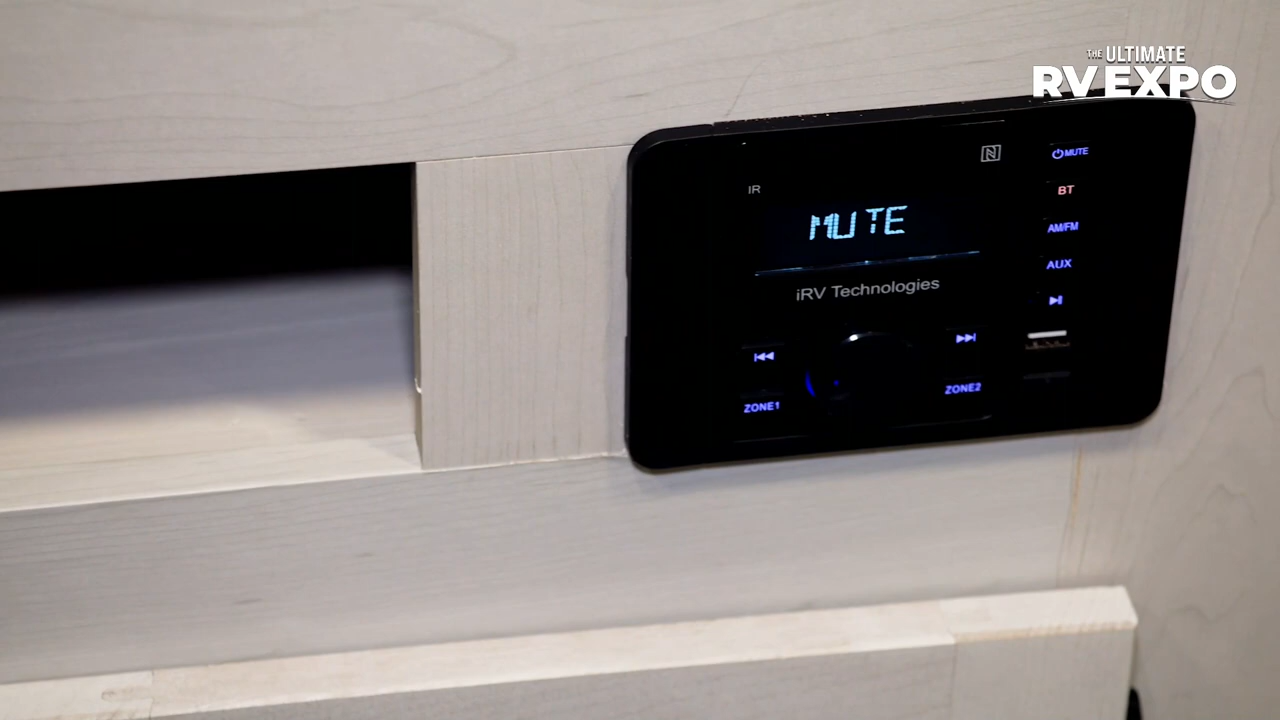 THE ULTIMATE
RV EXPO
IR
MUTE
MUTE
BT
AM/FM
AUX
iRV Technologies
ZONE1
ZONE2